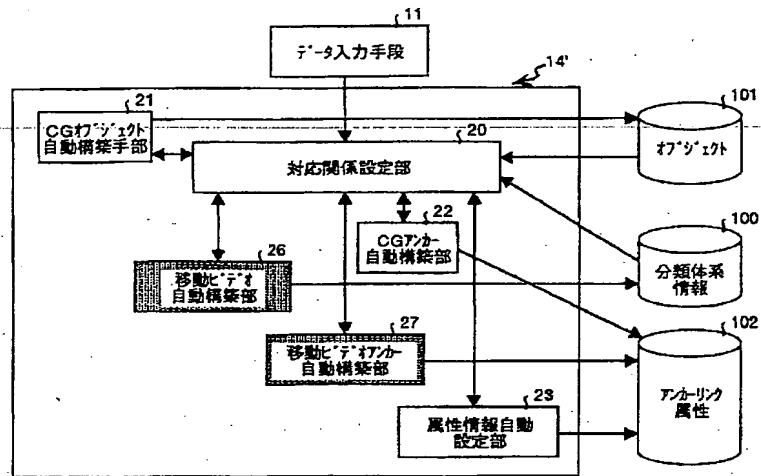 11
データ入力手段
14'
21
CGオブジェクト
自動構築手部
20
対応関係設定部
101
オブジェクト
22
CGアンカー
自動構築部
100
分類体系
情報
26
移動ビデオ
自動構築部
27
移動ビデオアンカー
自動構築部
102
アンカーリンク
属性
23
属性情報自動
設定部